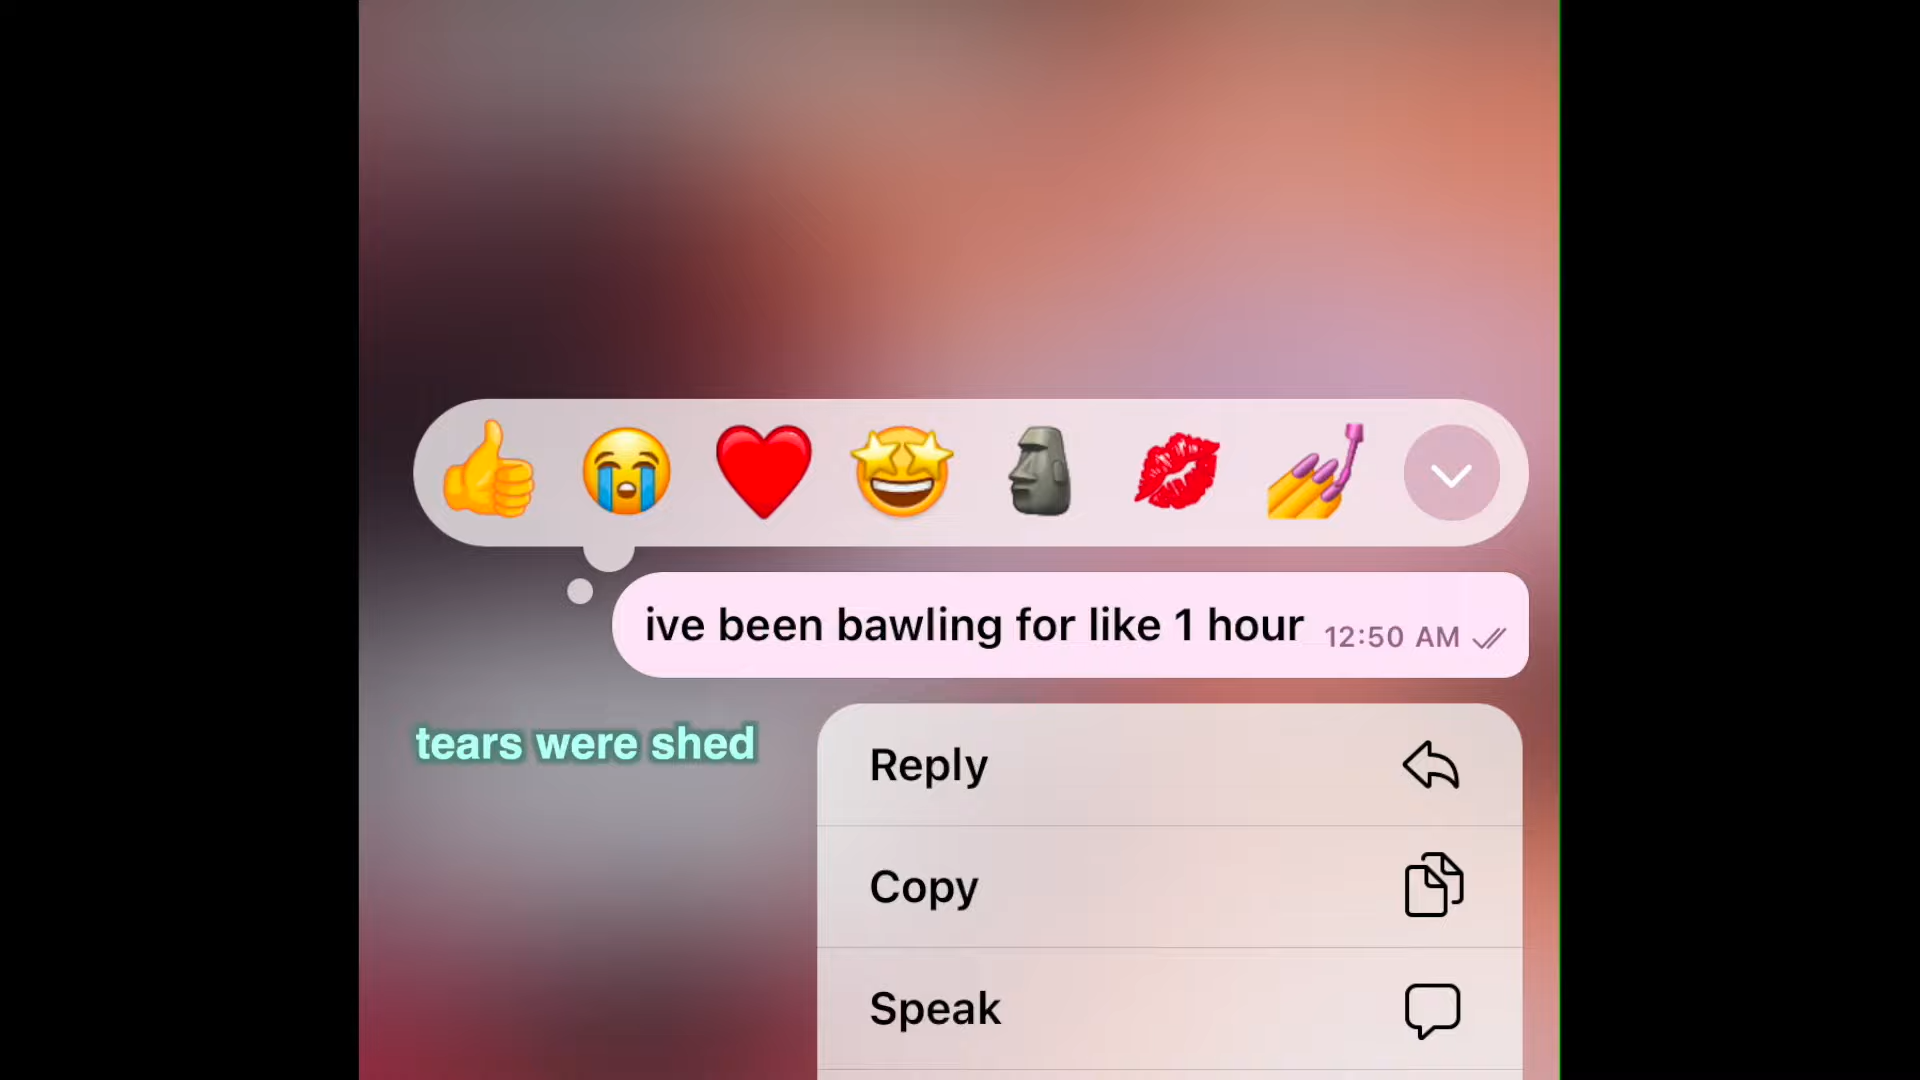 ive been bawling for like 1 hour 12:50 AM
tears were shed
Reply
Copy
Speak